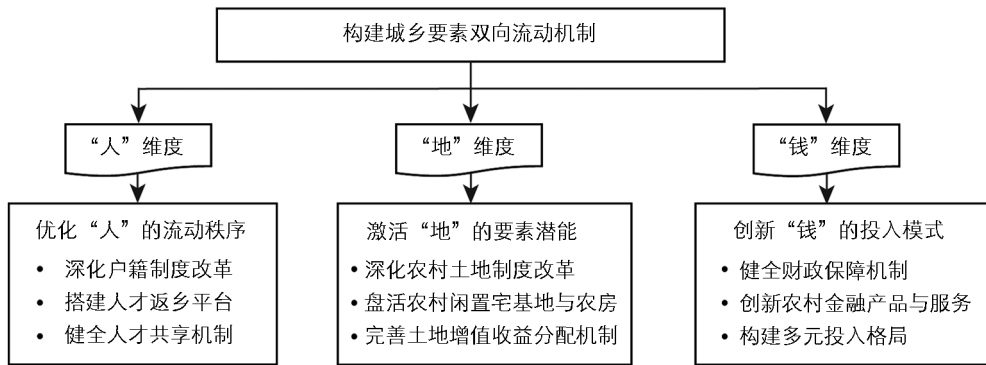 构建城乡要素双向流动机制
“人”维度
“地”维度
“钱”维度
优化“人”的流动秩序
• 深化户籍制度改革
• 搭建人才返乡平台
• 健全人才共享机制
激活“地”的要素潜能
• 深化农村土地制度改革
• 盘活农村闲置宅基地与农房
• 完善土地增值收益分配机制
创新“钱”的投入模式
• 健全财政保障机制
• 创新农村金融产品与服务
• 构建多元投入格局